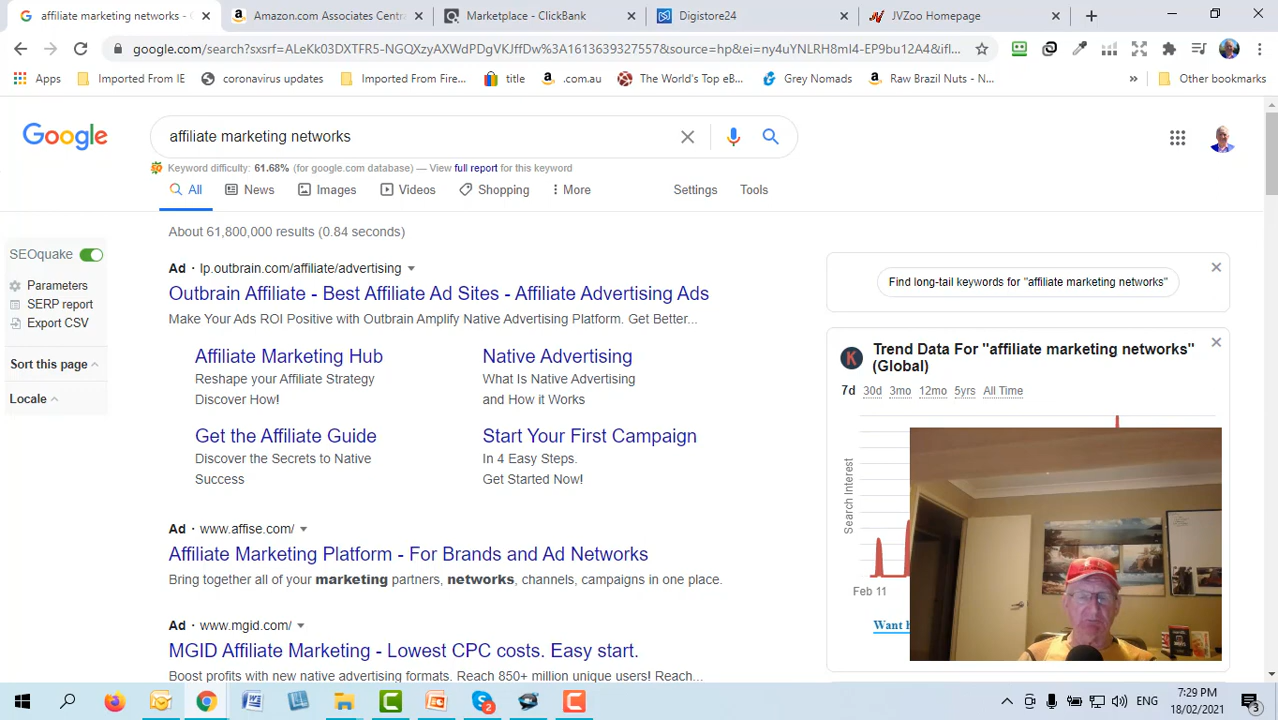 affiliate marketing networks - G
Amazon.com Associates Centra
Marketplace - ClickBank
Digistore24
JVZoo Homepage
google.com/search?sxsrf=ALeKk03DXTFR5-NGQXzyAXWdPDgVKJffDw%3A1613639327557&source=hp&ei=ny4uYNLRH8mI4-EP9bu12A4&ifl...
Apps
Imported From IE
coronavirus updates
Imported From Fire...
title
.com.au
The World's Top eB...
Grey Nomads
Raw Brazil Nuts - N...
»
Other bookmarks
Google
affiliate marketing networks
Keyword difficulty: 61.68% (for google.com database) — View full report for this keyword
All
News
Images
Videos
Shopping
More
Settings
Tools
About 61,800,000 results (0.84 seconds)
SEOquake
Parameters
SERP report
Export CSV
Sort this page
Locale
Ad · lp.outbrain.com/affiliate/advertising
Outbrain Affiliate - Best Affiliate Ad Sites - Affiliate Advertising Ads
Make Your Ads ROI Positive with Outbrain Amplify Native Advertising Platform. Get Better...
Affiliate Marketing Hub
Reshape your Affiliate Strategy
Discover How!
Native Advertising
What Is Native Advertising
and How it Works
Get the Affiliate Guide
Discover the Secrets to Native
Success
Start Your First Campaign
In 4 Easy Steps.
Get Started Now!
Ad · www.affise.com/
Affiliate Marketing Platform - For Brands and Ad Networks
Bring together all of your marketing partners, networks, channels, campaigns in one place.
Ad · www.mgid.com/
MGID Affiliate Marketing - Lowest CPC costs. Easy start.
Boost profits with new native advertising formats. Reach 850+ million unique users! Reach...
Find long-tail keywords for "affiliate marketing networks"
K
Trend Data For "affiliate marketing networks"
(Global)
7d 30d 3mo 12mo 5yrs All Time
Search Interest
Feb 11
Want
ENG
7:29 PM
18/02/2021
2
3